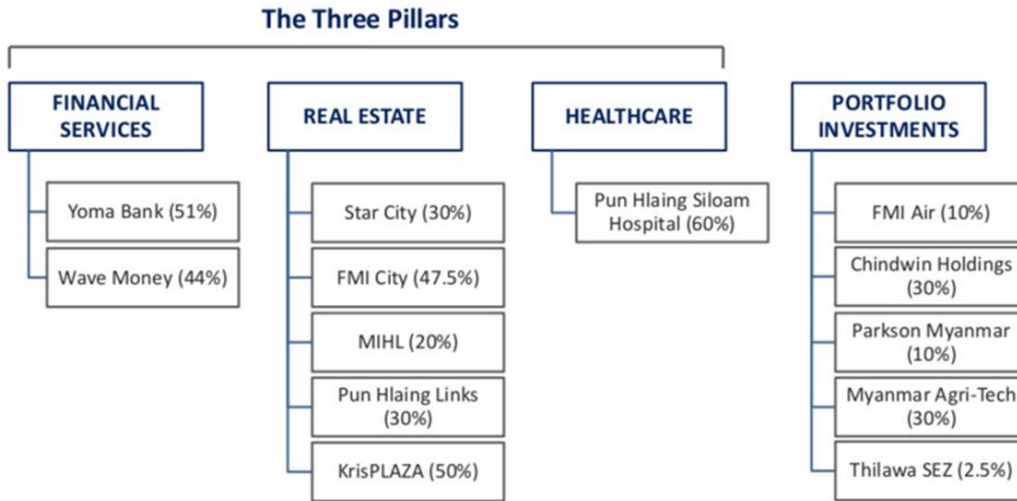 The Three Pillars
FINANCIAL
SERVICES
Yoma Bank (51%)
Wave Money (44%)
REAL ESTATE
Star City (30%)
FMI City (47.5%)
MIHL (20%)
Pun Hlaing Links
(30%)
KrisPLAZA (50%)
HEALTHCARE
Pun Hlaing Siloam
Hospital (60%)
PORTFOLIO
INVESTMENTS
FMI Air (10%)
Chindwin Holdings
(30%)
Parkson Myanmar
(10%)
Myanmar Agri-Tech
(30%)
Thilawa SEZ (2.5%)